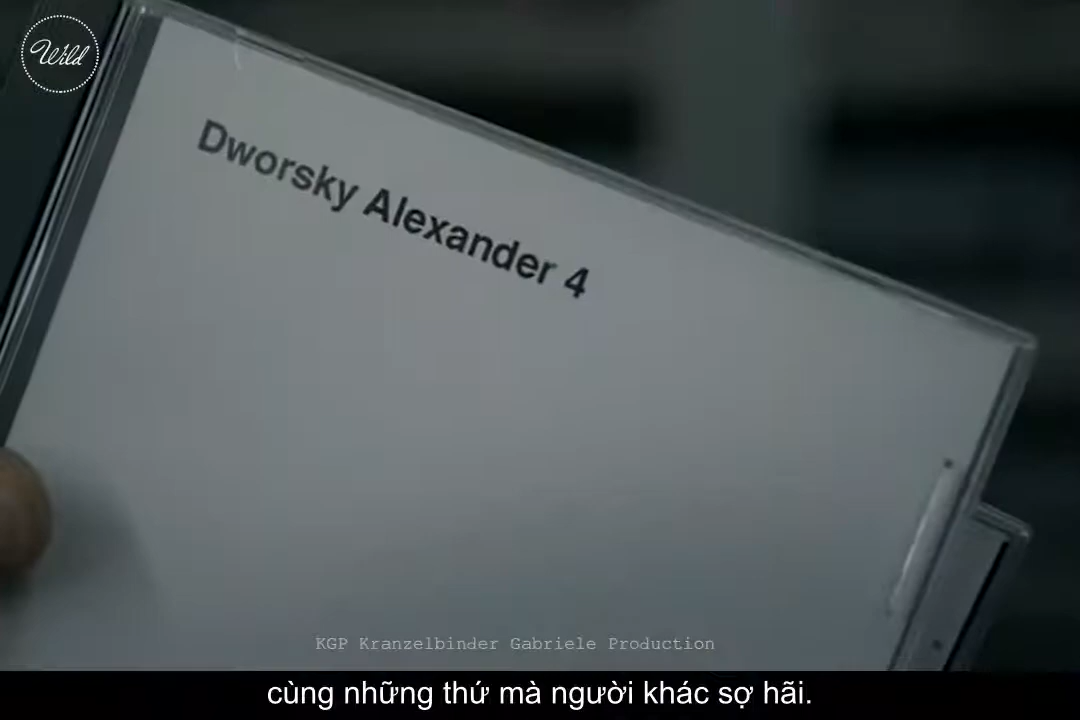 Wild
Dworsky Alexander 4
KGP Kranzelbinder Gabriele Production
cùng những thứ mà người khác sợ hãi.